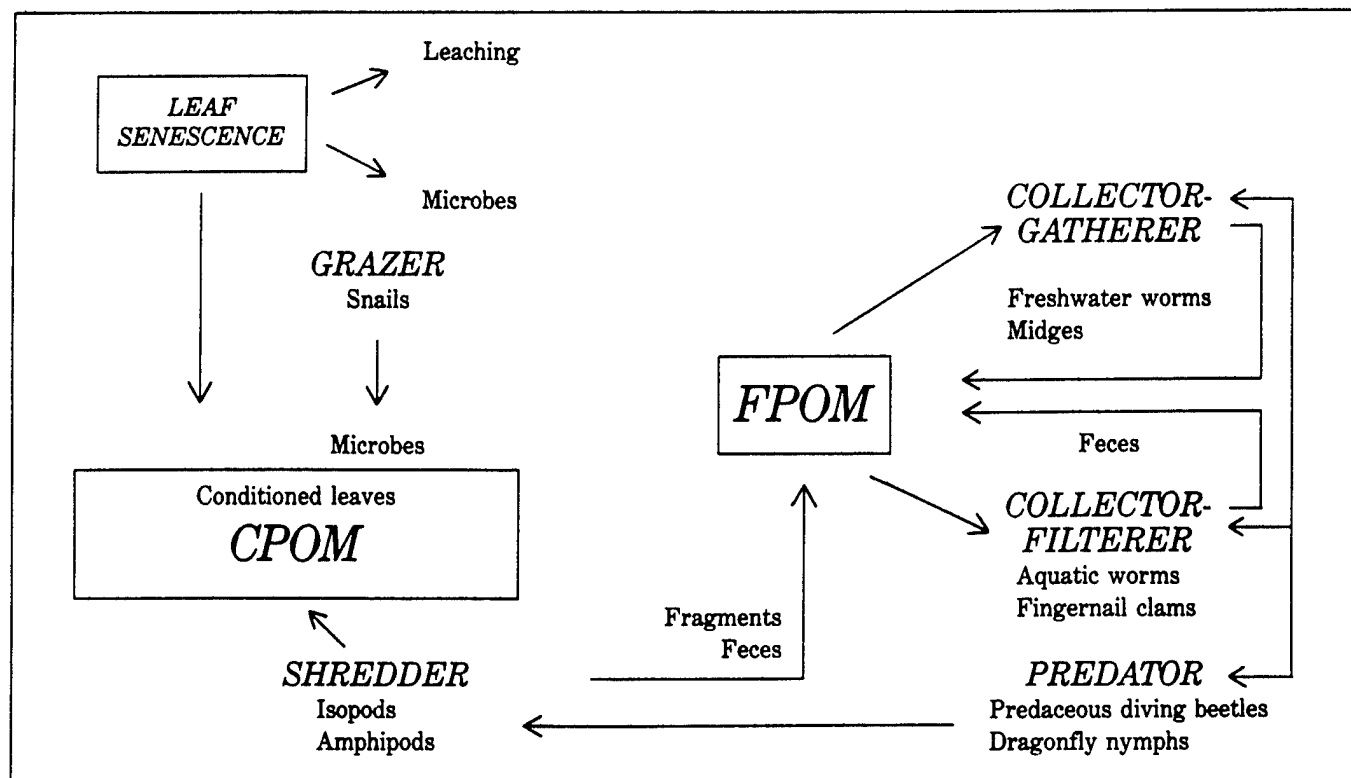 Leaching
LEAF
SENESCENCE
Microbes
GRAZER
Snails
Microbes
Conditioned leaves
CPOM
SHREDDER
Isopods
Amphipods
Fragments
Feces
FPOM
COLLECTOR-
GATHERER
Freshwater worms
Midges
Feces
COLLECTOR-
FILTERER
Aquatic worms
Fingernail clams
PREDATOR
Predaceous diving beetles
Dragonfly nymphs